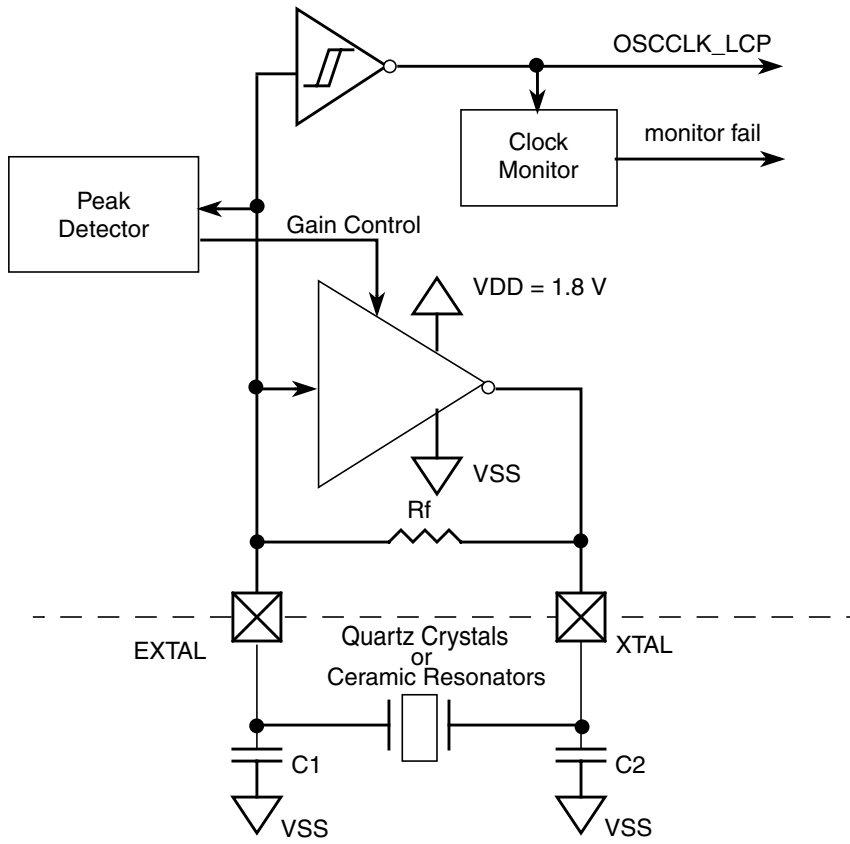 OSCCLK_LCP
Clock
Monitor
monitor fail
Peak
Detector
Gain Control
VDD = 1.8 V
VSS
Rf
EXTAL
Quartz Crystals
or
Ceramic Resonators
XTAL
C1
C2
VSS
VSS